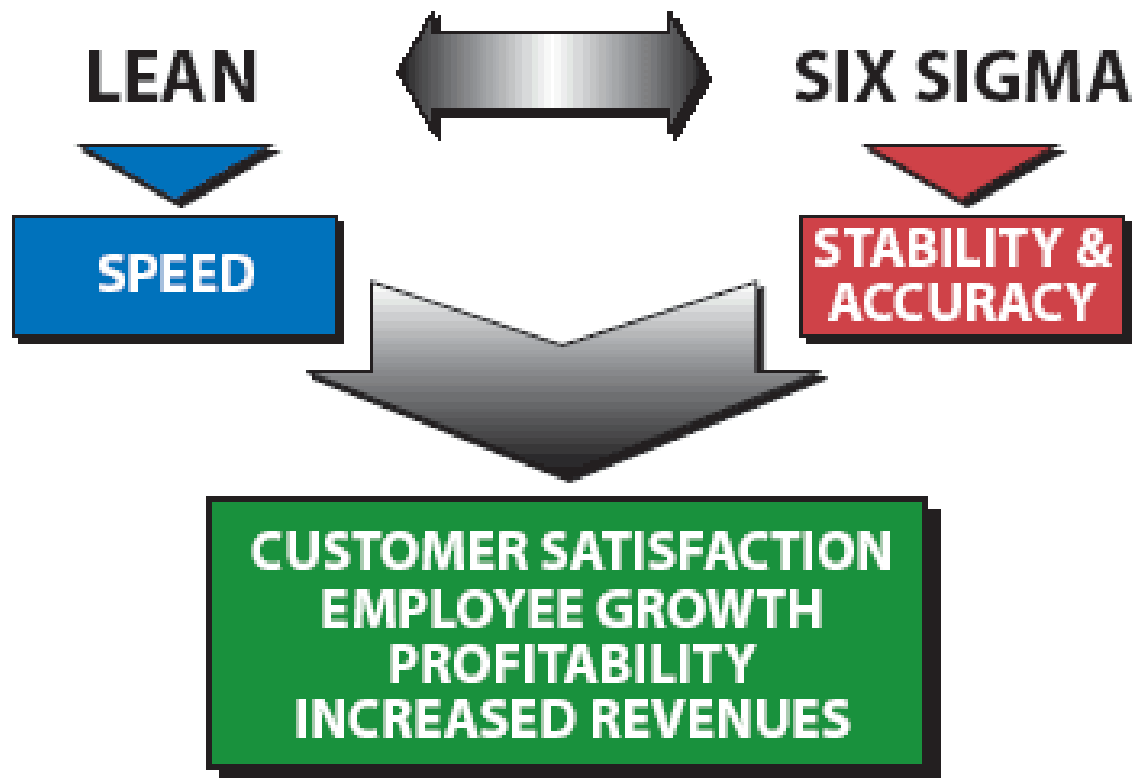 LEAN
SIX SIGMA
SPEED
STABILITY &
ACCURACY
CUSTOMER SATISFACTION
EMPLOYEE GROWTH
PROFITABILITY
INCREASED REVENUES